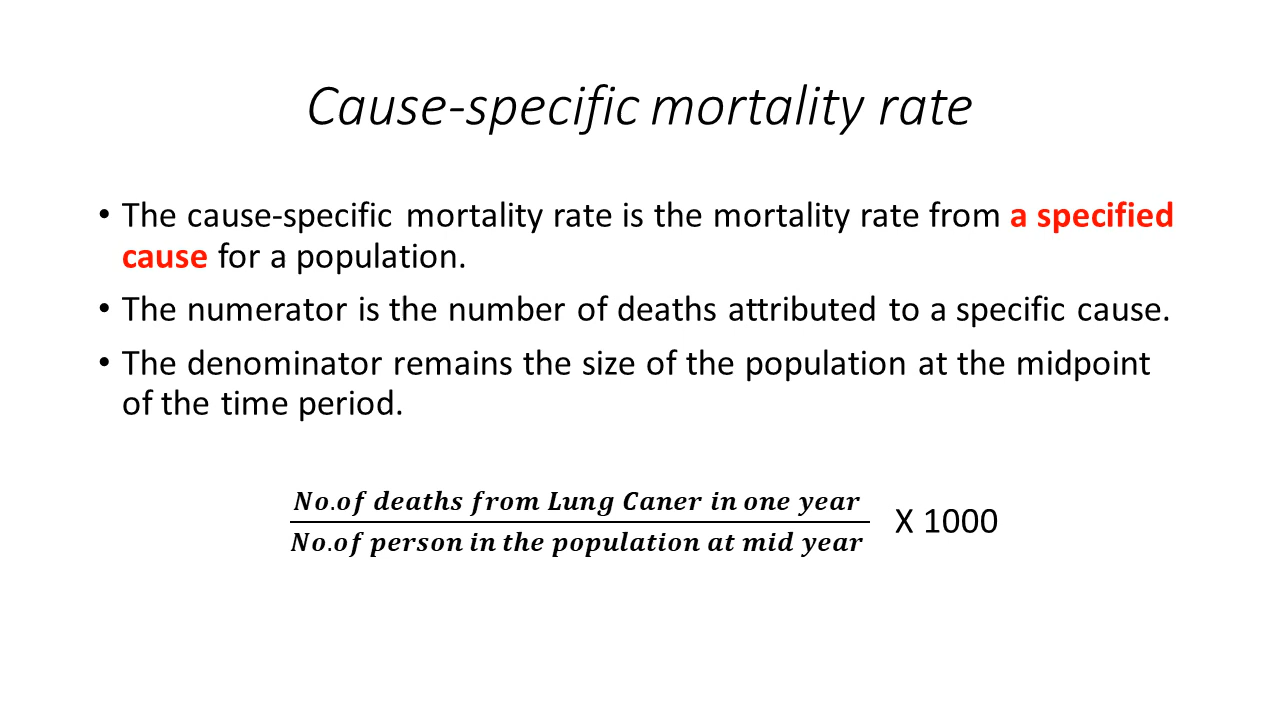 Cause-specific mortality rate
• The cause-specific mortality rate is the mortality rate from a specified
cause for a population.
• The numerator is the number of deaths attributed to a specific cause.
• The denominator remains the size of the population at the midpoint
of the time period.
No.of deaths from Lung Caner in one year
No.of person in the population at mid year
X 1000